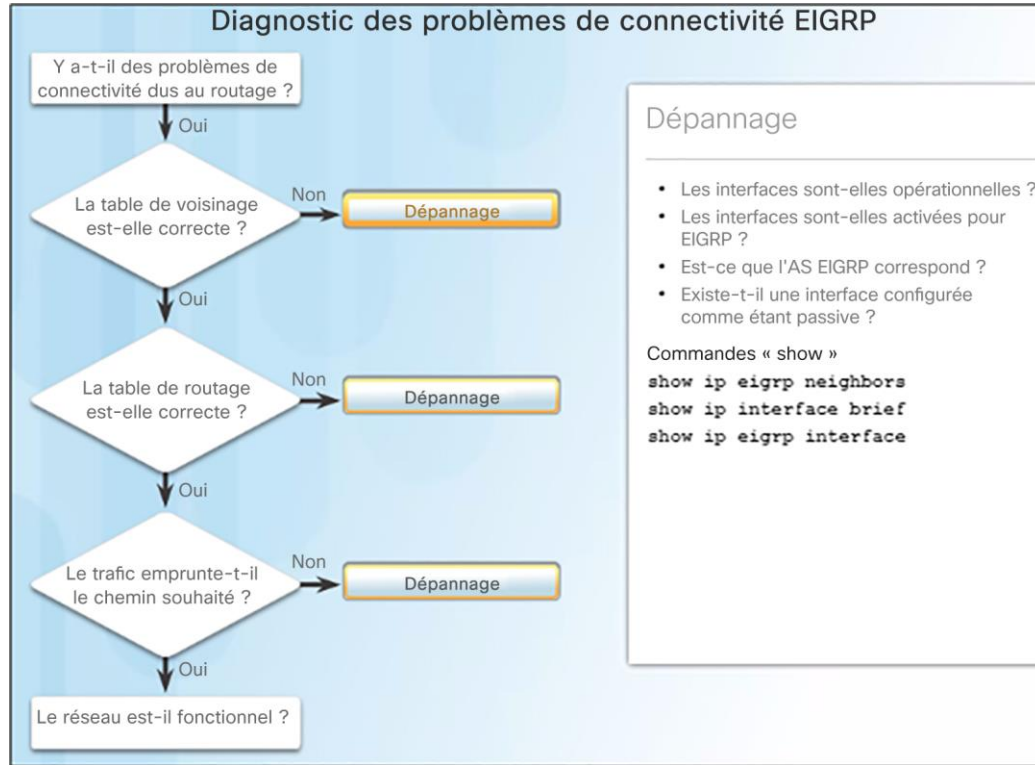 Diagnostic des problèmes de connectivité EIGRP
Y a-t-il des problèmes de
connectivité dus au routage ?
Oui
La table de voisinage
est-elle correcte ?
Non
Dépannage
Oui
La table de routage
est-elle correcte ?
Non
Dépannage
Oui
Le trafic emprunte-t-il
le chemin souhaité ?
Non
Dépannage
Oui
Le réseau est-il fonctionnel ?
Dépannage
• Les interfaces sont-elles opérationnelles ?
• Les interfaces sont-elles activées pour
EIGRP ?
• Est-ce que l'AS EIGRP correspond ?
• Existe-t-il une interface configurée
comme étant passive ?
Commandes « show »
show ip eigrp neighbors
show ip interface brief
show ip eigrp interface